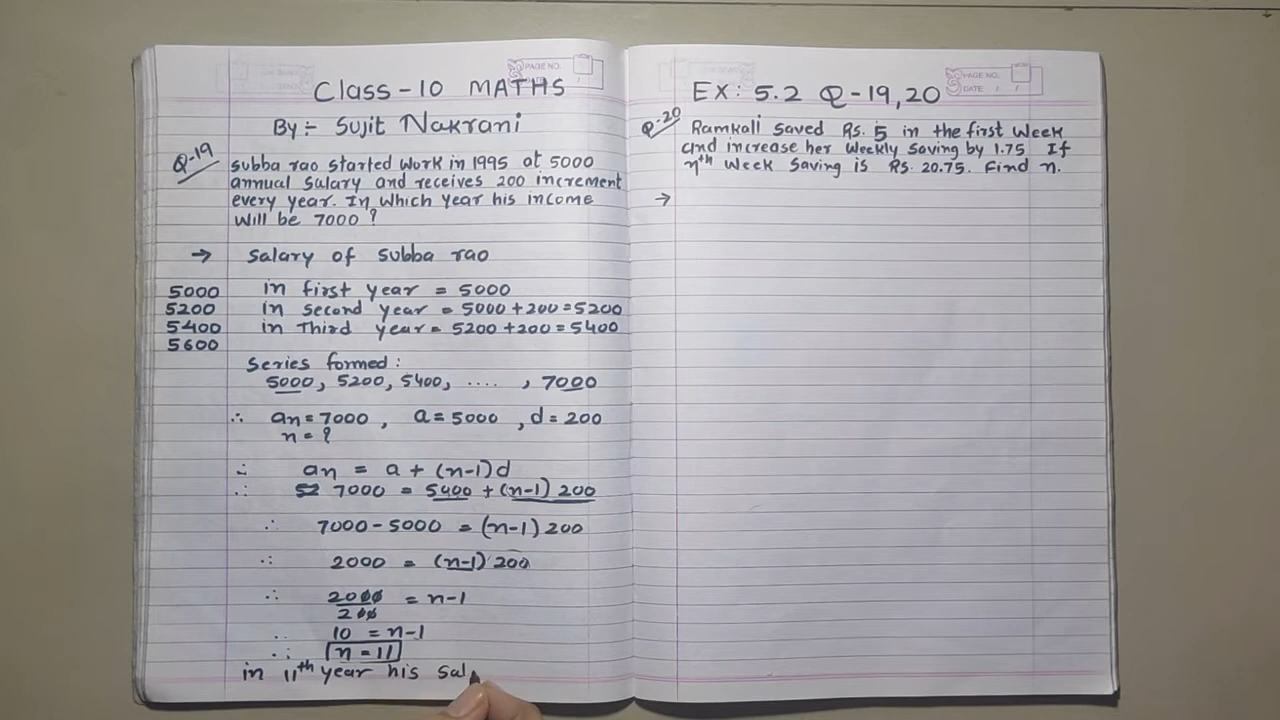 Class-10 MATHS
By:- Sujit Nakrani
Q-19 Subba rao started work in 1995 at 5000
annual salary and receives 200 increment
every year. In which year his income
will be 7000 ?
→ Salary of Subba rao
5000 in first year = 5000
5200 in second year = 5000 + 200 = 5200
5400 in Third year = 5200 + 200 = 5400
5600
Series formed :
5000, 5200, 5400, .... , 7000
∴ an = 7000 , a = 5000 , d = 200
n = ?
∴ an = a + (n-1)d
∴ 7000 = 5400 + (n-1) 200
∴ 7000 - 5000 = (n-1) 200
∴ 2000 = (n-1) 200
∴ 2000/200 = n-1
∴ 10 = n-1
∴ n = 11
in 11th year his sal
PAGE NO.
EX: 5.2 Q-19,20
PAGE NO.
DATE / /
Q-20 Ramkali Saved Rs. 5 in the first Week
and increase her Weekly Saving by 1.75 If
nth Week Saving is Rs. 20.75. Find n.
→